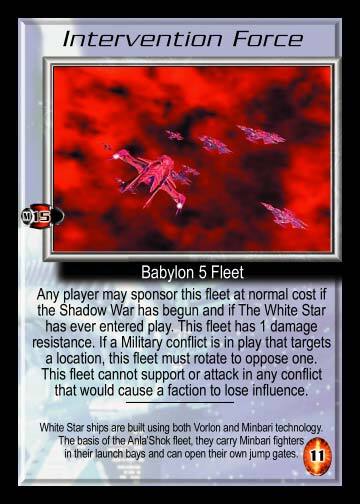 Intervention Force
M 15
Babylon 5 Fleet
Any player may sponsor this fleet at normal cost if
the Shadow War has begun and if The White Star
has ever entered play. This fleet has 1 damage
resistance. If a Military conflict is in play that targets
a location, this fleet must rotate to oppose one.
This fleet cannot support or attack in any conflict
that would cause a faction to lose influence.
White Star ships are built using both Vorlon and Minbari technology.
The basis of the Anla'Shok fleet, they carry Minbari fighters
in their launch bays and can open their own jump gates.
11